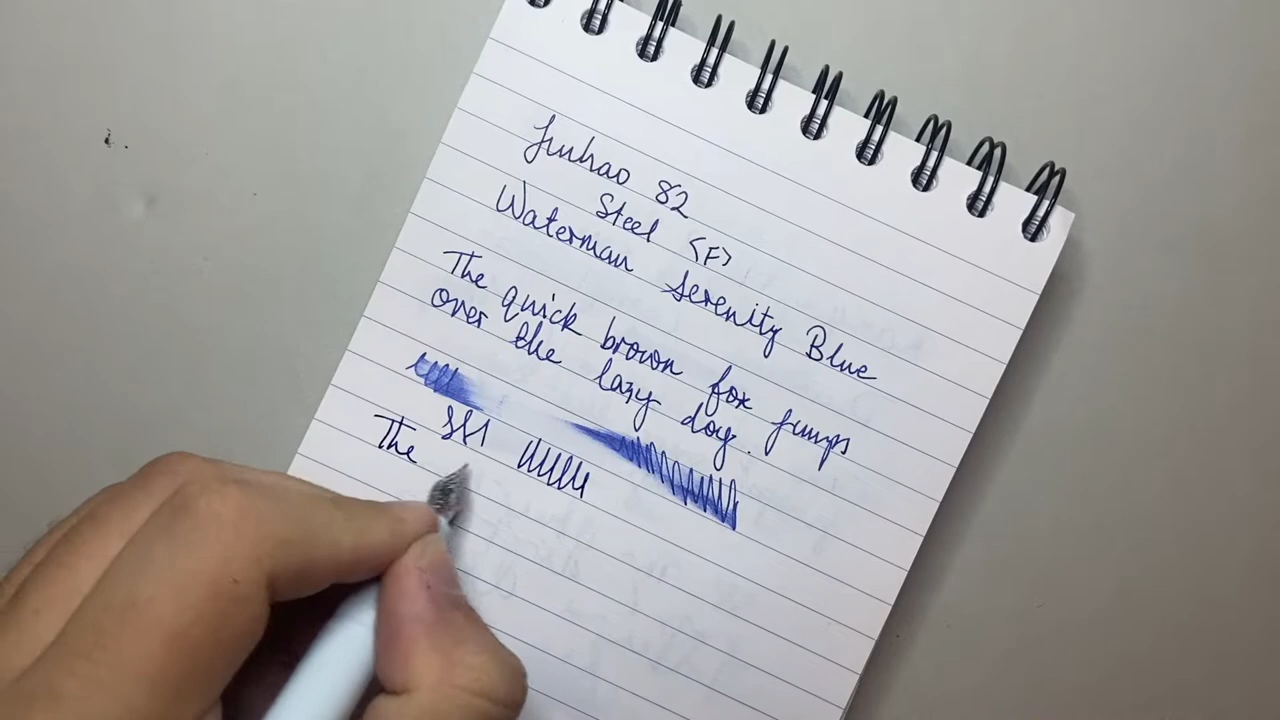 Jinhao 82
Steel <F>
Waterman Serenity Blue
The quick brown fox jumps
over the lazy dog.
The